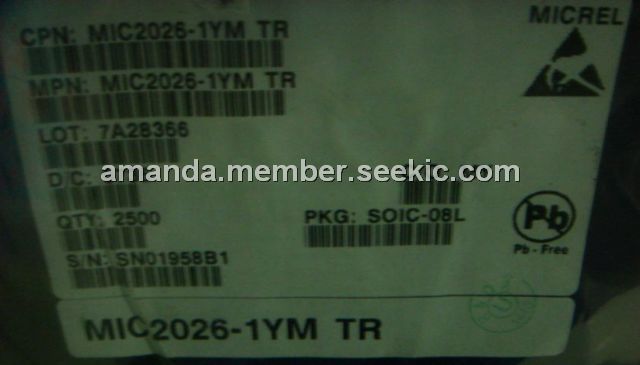 MICREL
CPN: MIC2026-1YM TR
MPN: MIC2026-1YM TR
LOT: 7A28366
amanda.member.seekic.com
D/C:
QTY: 2500
PKG: SOIC-08L
Pb
Pb - Free
S/N: SN01958B1
MIC2026-1YM TR